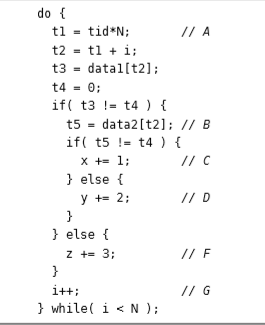 do {
t1 = tid*N; // A
t2 = t1 + i;
t3 = data1[t2];
t4 = 0;
if( t3 != t4 ) {
t5 = data2[t2]; // B
if( t5 != t4 ) {
x += 1; // C
} else {
y += 2; // D
}
} else {
z += 3; // F
}
i++; // G
} while( i < N );